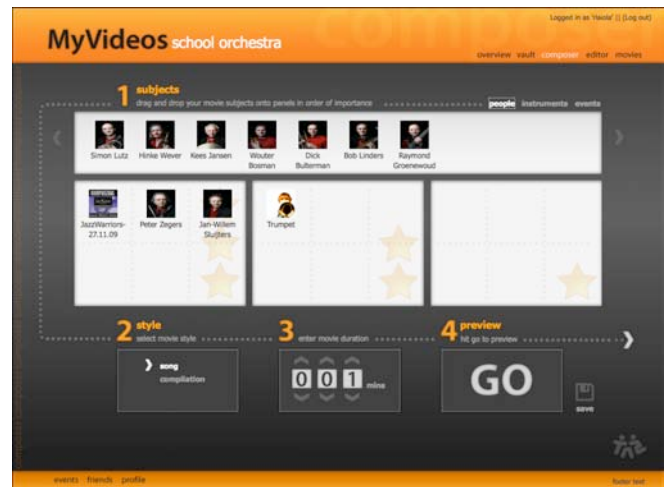 Logged in as 'Yaiola' || (Log out)
MyVideos school orchestra
overview vault composer editor movies
1 subjects
drag and drop your movie subjects onto panels in order of importance
people instruments events
Simon Lutz Hinke Wever Kees Jansen Wouter Bosman Dick Bulterman Bob Linders Raymond Groenewoud
JazzWarriors-27.11.09 Peter Zegers Jan-Willem Sluijters Trumpet
2 style
select movie style
3 enter movie duration
4 preview
hit go to preview
song
compilation
001 mins
GO
save
events friends profile
footer text